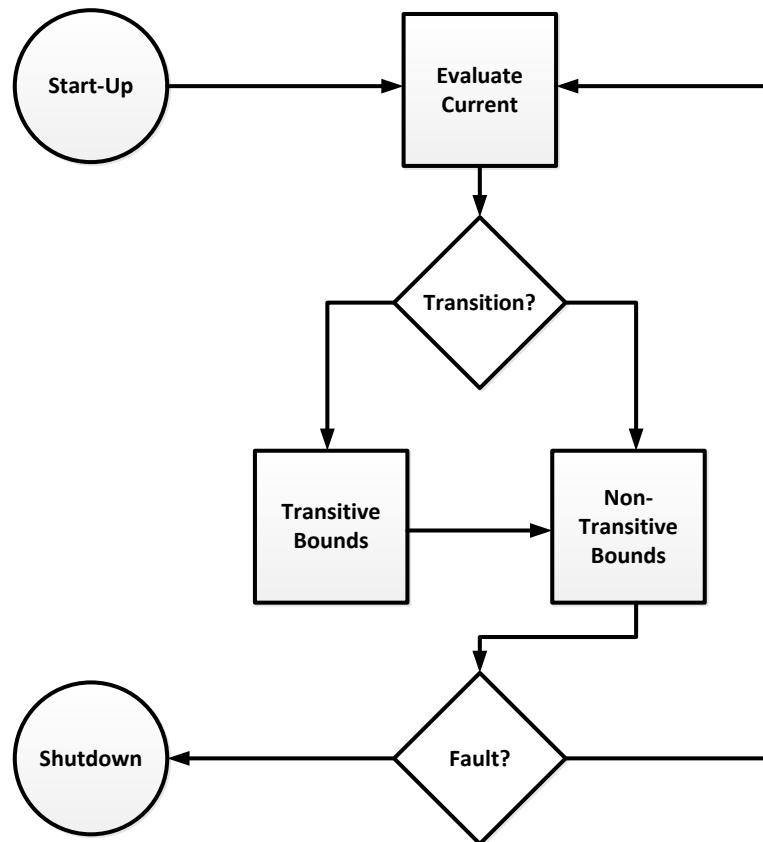 Start-Up
Evaluate
Current
Transition?
Transitive
Bounds
Non-
Transitive
Bounds
Shutdown
Fault?